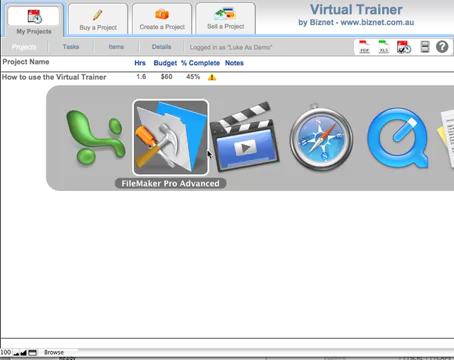 Virtual Trainer
by Biznet - www.biznet.com.au
My Projects
Buy a Project
Create a Project
Sell a Project
Projects
Tasks
Items
Details
Logged in as "Luke As Demo"
PDF
XLS
Project Name
Hrs
Budget
% Complete
Notes
How to use the Virtual Trainer
1.6
$60
45%
FileMaker Pro Advanced
100
Browse